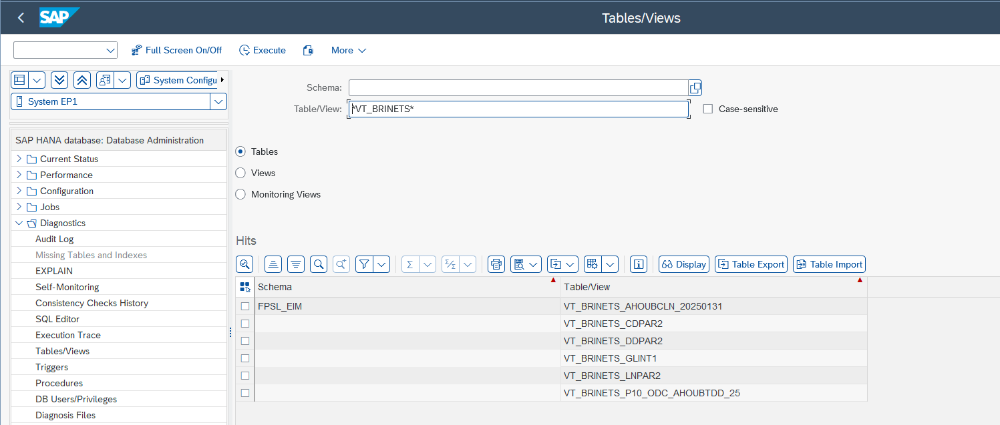 SAP
Tables/Views
Full Screen On/Off Execute More
System Configu
System EP1
SAP HANA database: Database Administration
Current Status
Performance
Configuration
Jobs
Diagnostics
Audit Log
Missing Tables and Indexes
EXPLAIN
Self-Monitoring
Consistency Checks History
SQL Editor
Execution Trace
Tables/Views
Triggers
Procedures
DB Users/Privileges
Diagnosis Files
Schema:
Table/View: *VT_BRINETS* Case-sensitive
Tables
Views
Monitoring Views
Hits
Display Table Export Table Import
Schema Table/View
FPSL_EIM VT_BRINETS_AHOUBCLN_20250131
VT_BRINETS_CDPAR2
VT_BRINETS_DDPAR2
VT_BRINETS_GLINT1
VT_BRINETS_LNPAR2
VT_BRINETS_P10_ODC_AHOUBTDD_25